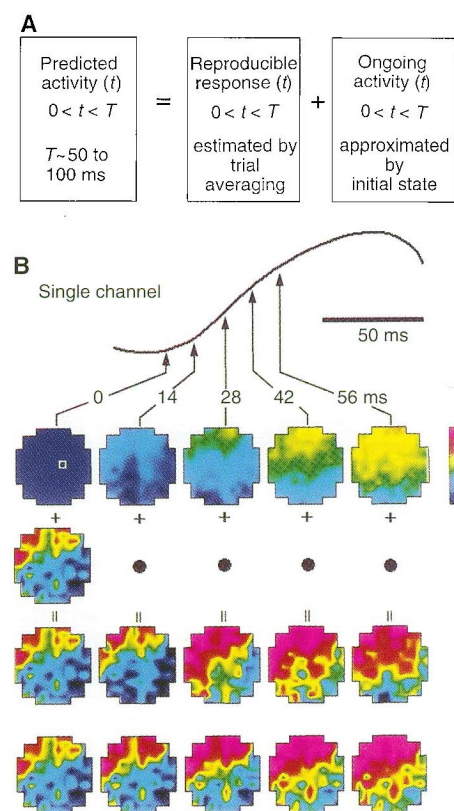 A
Predicted
activity (t)
0 < t < T
T~50 to
100 ms
=
Reproducible
response (t)
0 < t < T
estimated by
trial
averaging
+
Ongoing
activity (t)
0 < t < T
approximated
by
initial state
B
Single channel
50 ms
0 14 28 42 56 ms
+ + + + +
= = = = =